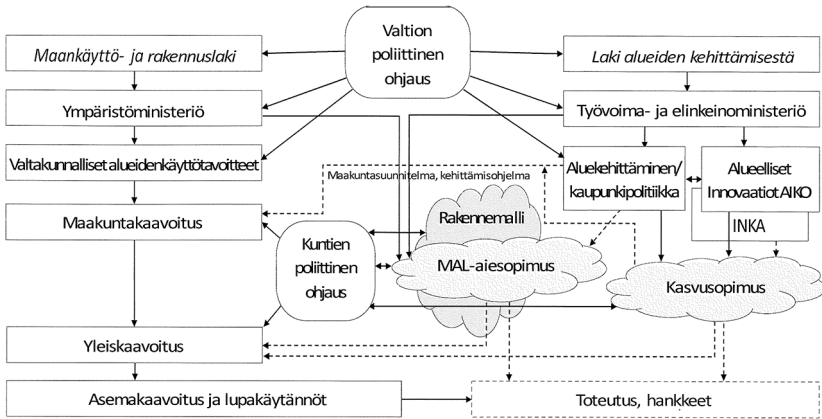 Valtion
poliittinen
ohjaus
Maankäyttö- ja rakennuslaki
Laki alueiden kehittämisestä
Ympäristöministeriö
Työvoima- ja elinkeinoministeriö
Valtakunnalliset alueidenkäyttötavoitteet
Maakuntasuunnitelma, kehittämisohjelma
Aluekehittäminen/
kaupunkipolitiikka
Alueelliset
Innovaatiot AIKO
INKA
Maakuntakaavoitus
Rakennemalli
Kuntien
poliittinen
ohjaus
MAL-aiesopimus
Kasvusopimus
Yleiskaavoitus
Asemakaavoitus ja lupakäytännöt
Toteutus, hankkeet